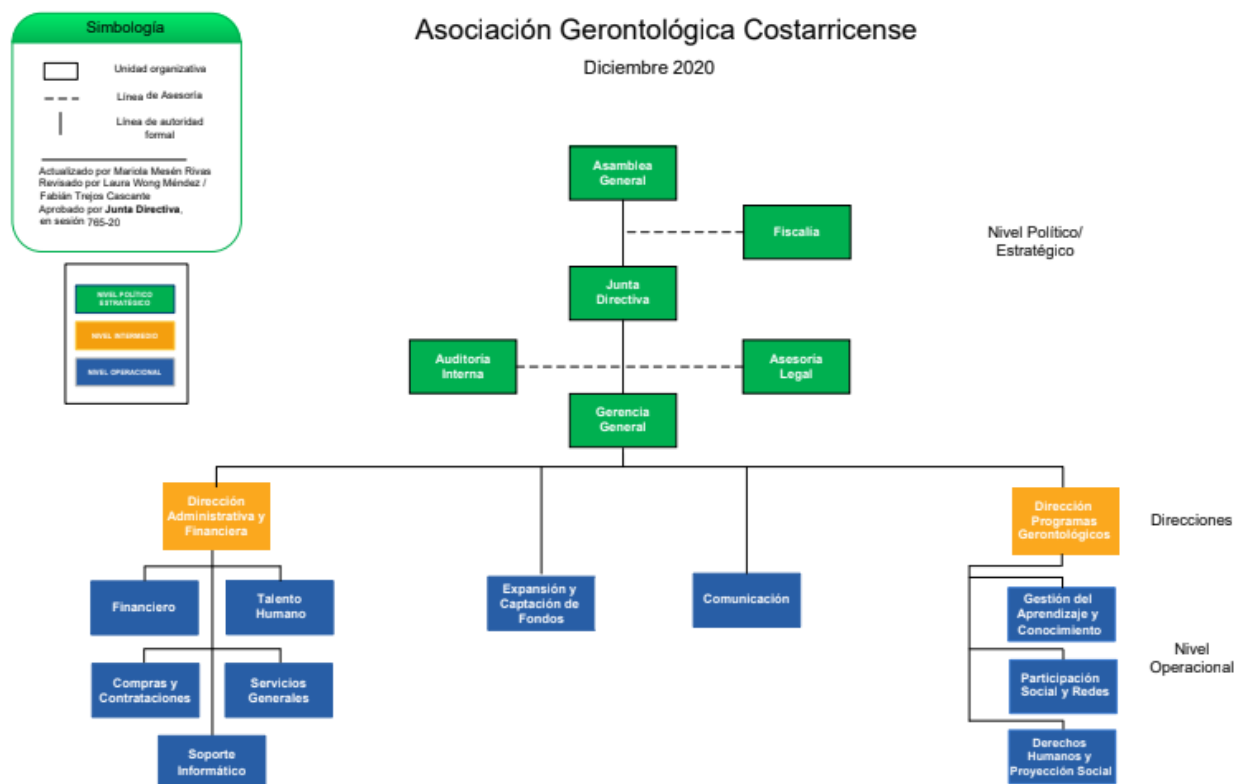 Simbología
Unidad organizativa
Línea de Asesoría
Línea de autoridad
formal
Actualizado por Mariola Mesén Rivas
Revisado por Laura Wong Méndez /
Fabián Trejos Cascante
Aprobado por Junta Directiva,
en sesión 765-20
NIVEL POLÍTICO
ESTRATÉGICO
NIVEL INTERMEDIO
NIVEL OPERACIONAL
Asociación Gerontológica Costarricense
Diciembre 2020
Asamblea
General
Fiscalía
Nivel Político/
Estratégico
Junta
Directiva
Auditoría
Interna
Asesoría
Legal
Gerencia
General
Dirección
Administrativa y
Financiera
Dirección
Programas
Gerontológicos
Direcciones
Financiero
Talento
Humano
Expansión y
Captación de
Fondos
Comunicación
Gestión del
Aprendizaje y
Conocimiento
Nivel
Operacional
Compras y
Contrataciones
Servicios
Generales
Participación
Social y Redes
Soporte
Informático
Derechos
Humanos y
Proyección Social